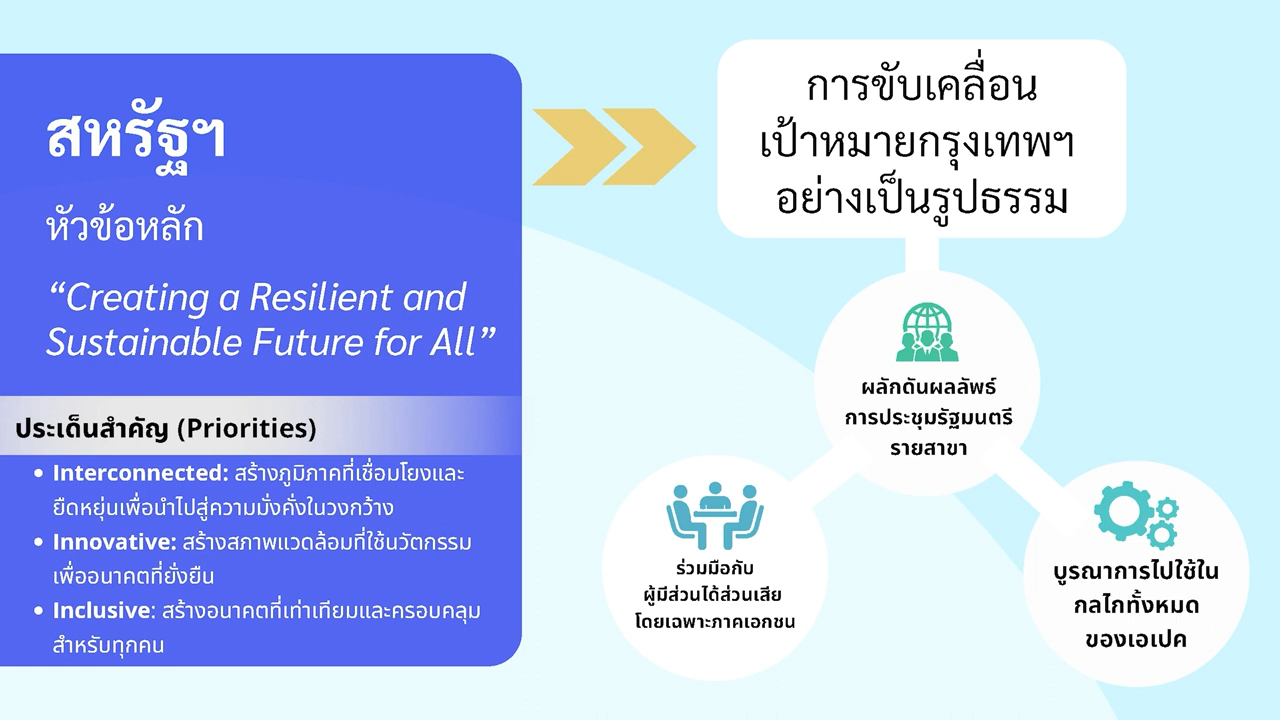 สหรัฐฯ
หัวข้อหลัก
“Creating a Resilient and
Sustainable Future for All”
ประเด็นสำคัญ (Priorities)
• Interconnected: สร้างภูมิภาคที่เชื่อมโยงและ
ยืดหยุ่นเพื่อนำไปสู่ความมั่งคั่งในวงกว้าง
• Innovative: สร้างสภาพแวดล้อมที่ใช้นวัตกรรม
เพื่ออนาคตที่ยั่งยืน
• Inclusive: สร้างอนาคตที่เท่าเทียมและครอบคลุม
สำหรับทุกคน
การขับเคลื่อน
เป้าหมายกรุงเทพฯ
อย่างเป็นรูปธรรม
ผลักดันผลลัพธ์
การประชุมรัฐมนตรี
รายสาขา
ร่วมมือกับ
ผู้มีส่วนได้ส่วนเสีย
โดยเฉพาะภาคเอกชน
บูรณาการไปใช้ใน
กลไกทั้งหมด
ของเอเปค